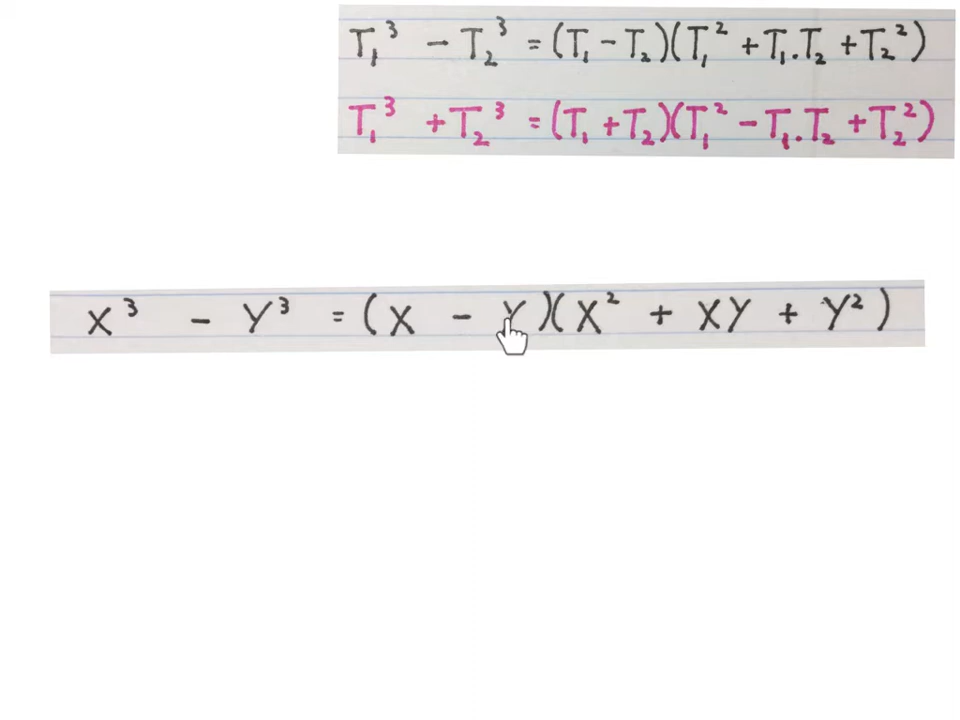 T₁³ - T₂³ = (T₁ - T₂)(T₁² + T₁.T₂ + T₂²)
T₁³ + T₂³ = (T₁ + T₂)(T₁² - T₁.T₂ + T₂²)
X³ - Y³ = (X - Y)(X² + XY + Y²)